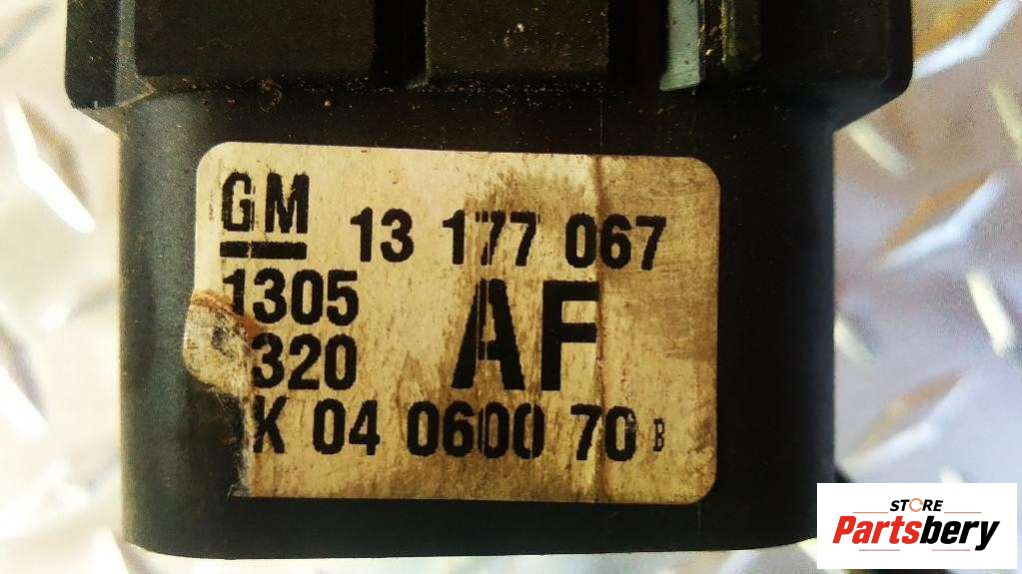 GM 13 177 067
1305
AF
320
K 04 0600 70 B
STORE
Partsbery